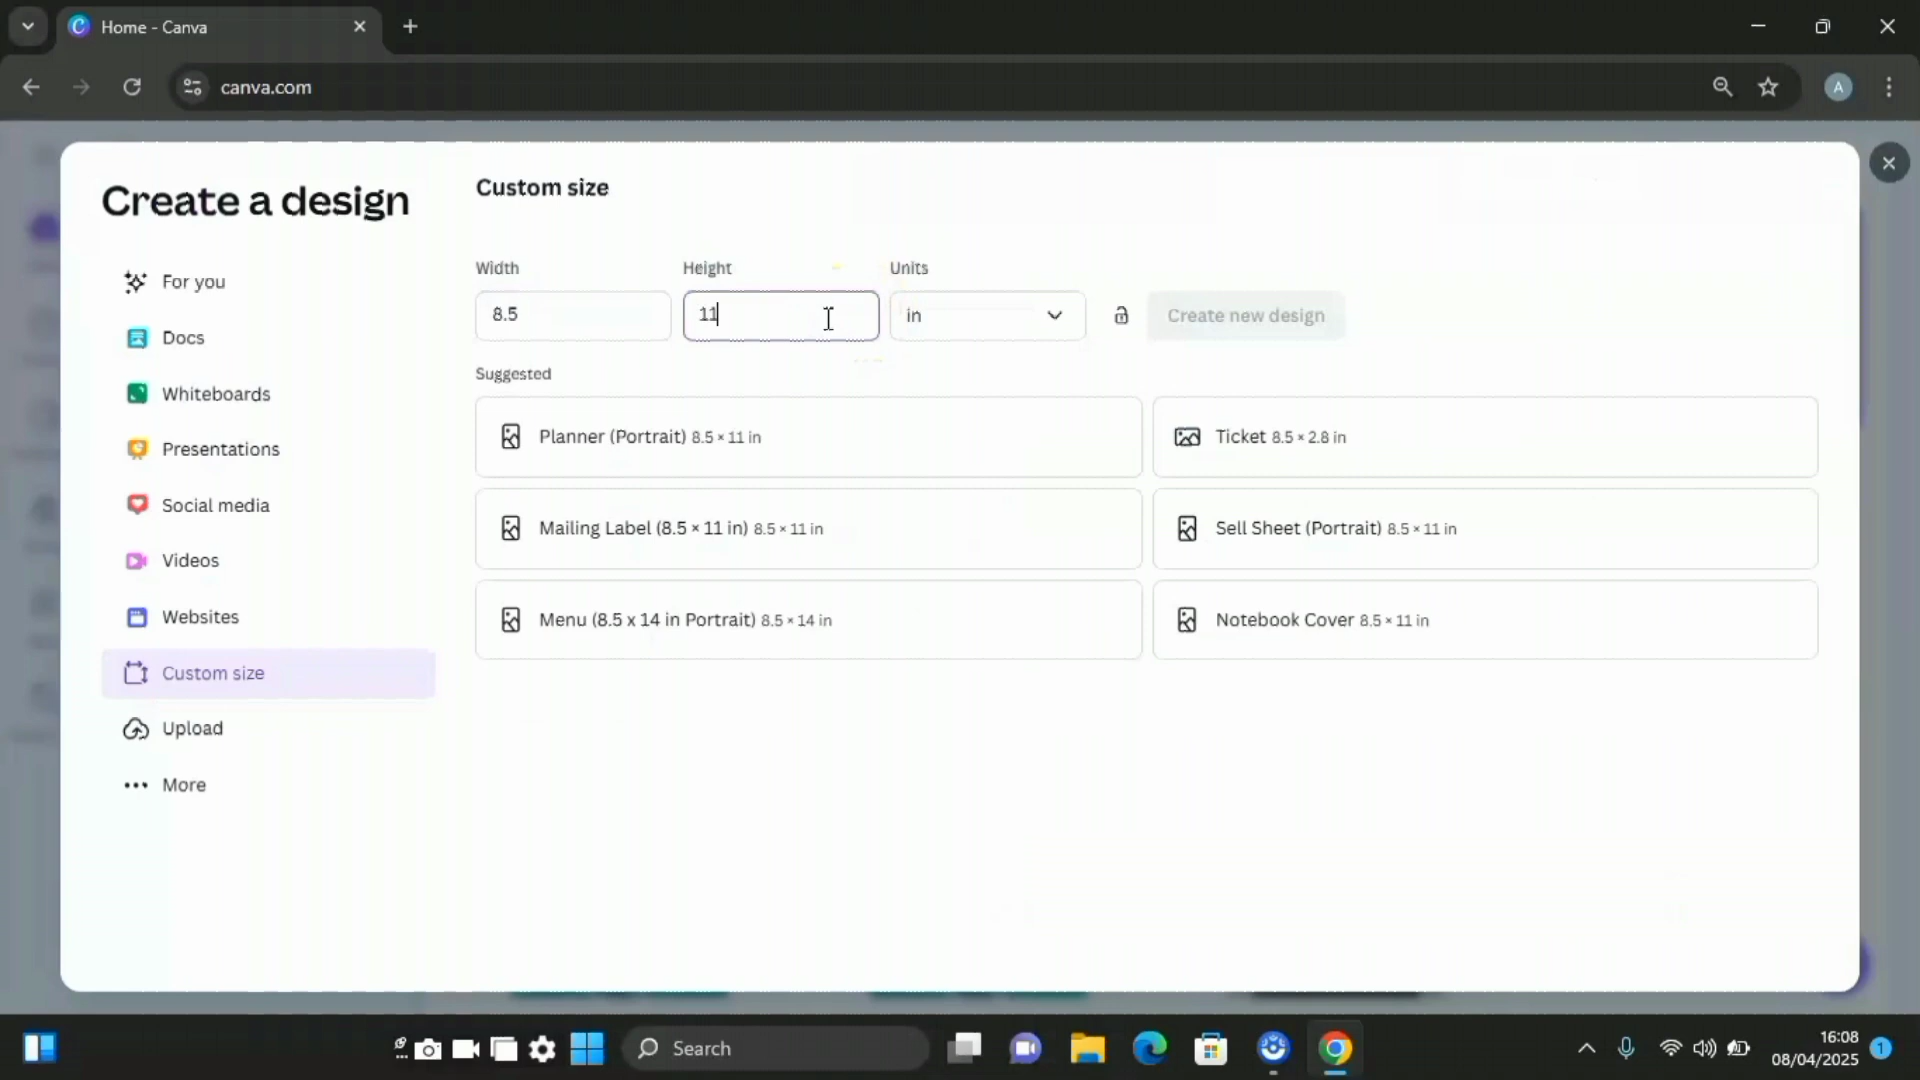 Home - Canva
canva.com
A
Create a design
For you
Docs
Whiteboards
Presentations
Social media
Videos
Websites
Custom size
Upload
More
Custom size
Width
Height
Units
8.5
11
in
Create new design
Suggested
Planner (Portrait) 8.5 × 11 in
Ticket 8.5 × 2.8 in
Mailing Label (8.5 × 11 in) 8.5 × 11 in
Sell Sheet (Portrait) 8.5 × 11 in
Menu (8.5 x 14 in Portrait) 8.5 × 14 in
Notebook Cover 8.5 × 11 in
Search
16:08
08/04/2025
1